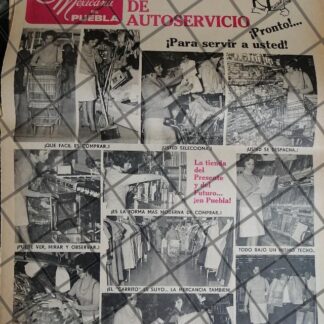 Mexicana
de
PUEBLA
DE
AUTOSERVICIO
¡Pronto!...
¡Para servir a usted!
¡QUE FACIL ES COMPRAR..!
¡USTED SELECCIONA..!
¡USTED SE DESPACHA..!
¡PUEDE VER, MIRAR Y OBSERVAR..!
¡ES LA FORMA MAS MODERNA DE COMPRAR..!
La tienda
del
Presente
y del
Futuro...
¡en Puebla!
TODO BAJO UN MISMO TECHO..
¡EL "CARRITO" ES SUYO... LA MERCANCIA TAMBIEN..!